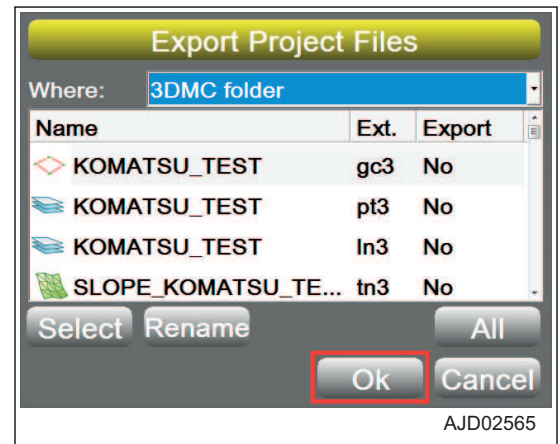 Export Project Files
Where: 3DMC folder
Name Ext. Export
KOMATSU_TEST gc3 No
KOMATSU_TEST pt3 No
KOMATSU_TEST ln3 No
SLOPE_KOMATSU_TE... tn3 No
Select Rename All
Ok Cancel
AJD02565